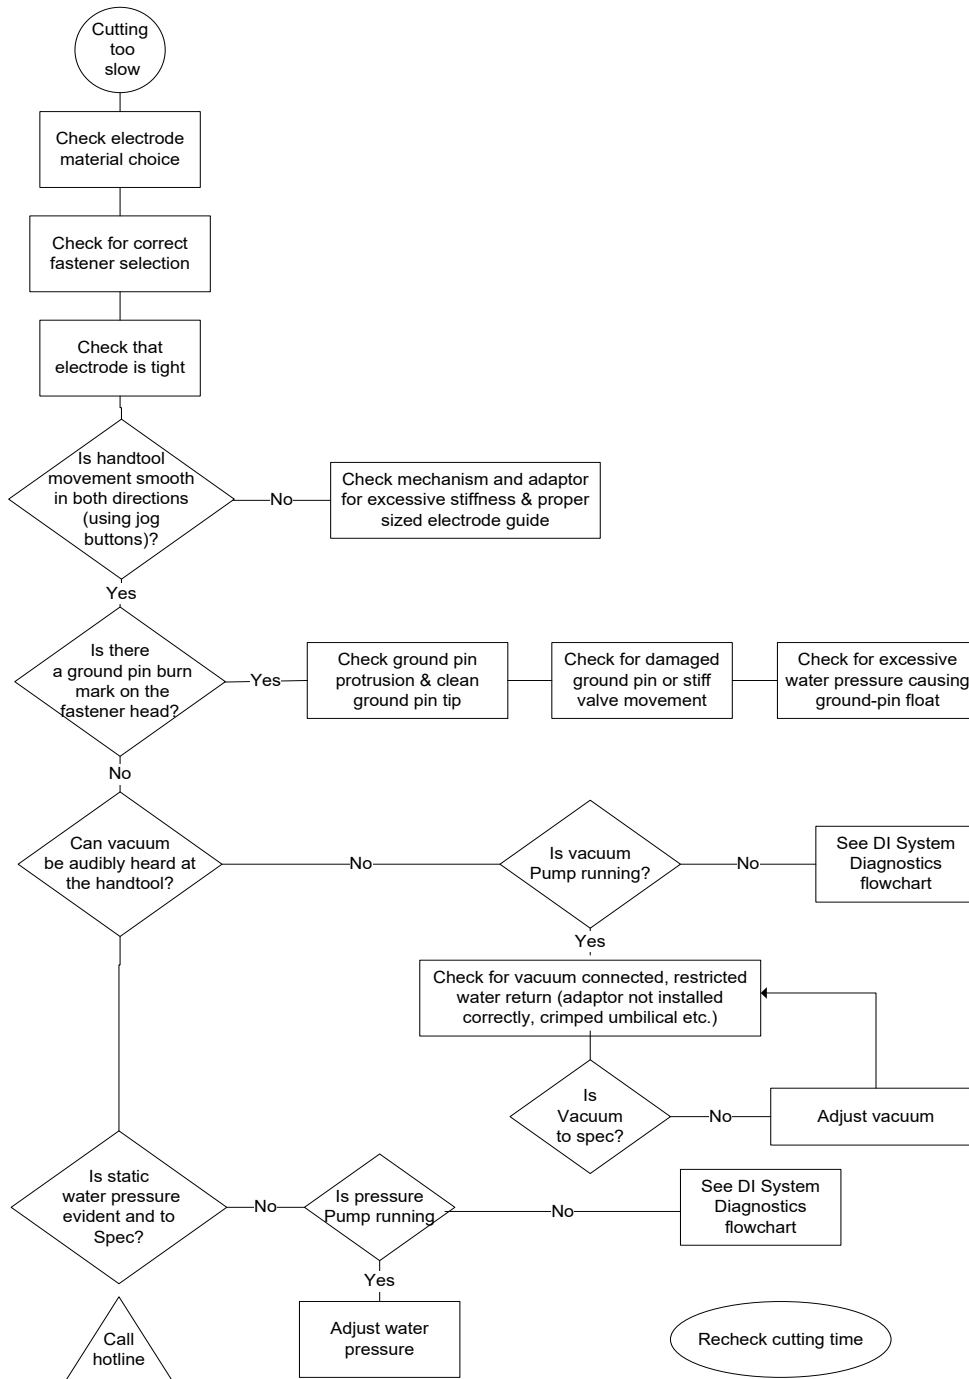 Cutting
too
slow
Check electrode
material choice
Check for correct
fastener selection
Check that
electrode is tight
Is handtool
movement smooth
in both directions
(using jog
buttons)?
No
Check mechanism and adaptor
for excessive stiffness & proper
sized electrode guide
Yes
Is there
a ground pin burn
mark on the
fastener head?
Yes
Check ground pin
protrusion & clean
ground pin tip
Check for damaged
ground pin or stiff
valve movement
Check for excessive
water pressure causing
ground-pin float
No
Can vacuum
be audibly heard at
the handtool?
No
Is vacuum
Pump running?
No
See DI System
Diagnostics
flowchart
Yes
Check for vacuum connected, restricted
water return (adaptor not installed
correctly, crimped umbilical etc.)
Is
Vacuum
to spec?
No
Adjust vacuum
Is static
water pressure
evident and to
Spec?
No
Is pressure
Pump running
No
See DI System
Diagnostics
flowchart
Yes
Adjust water
pressure
Call
hotline
Recheck cutting time